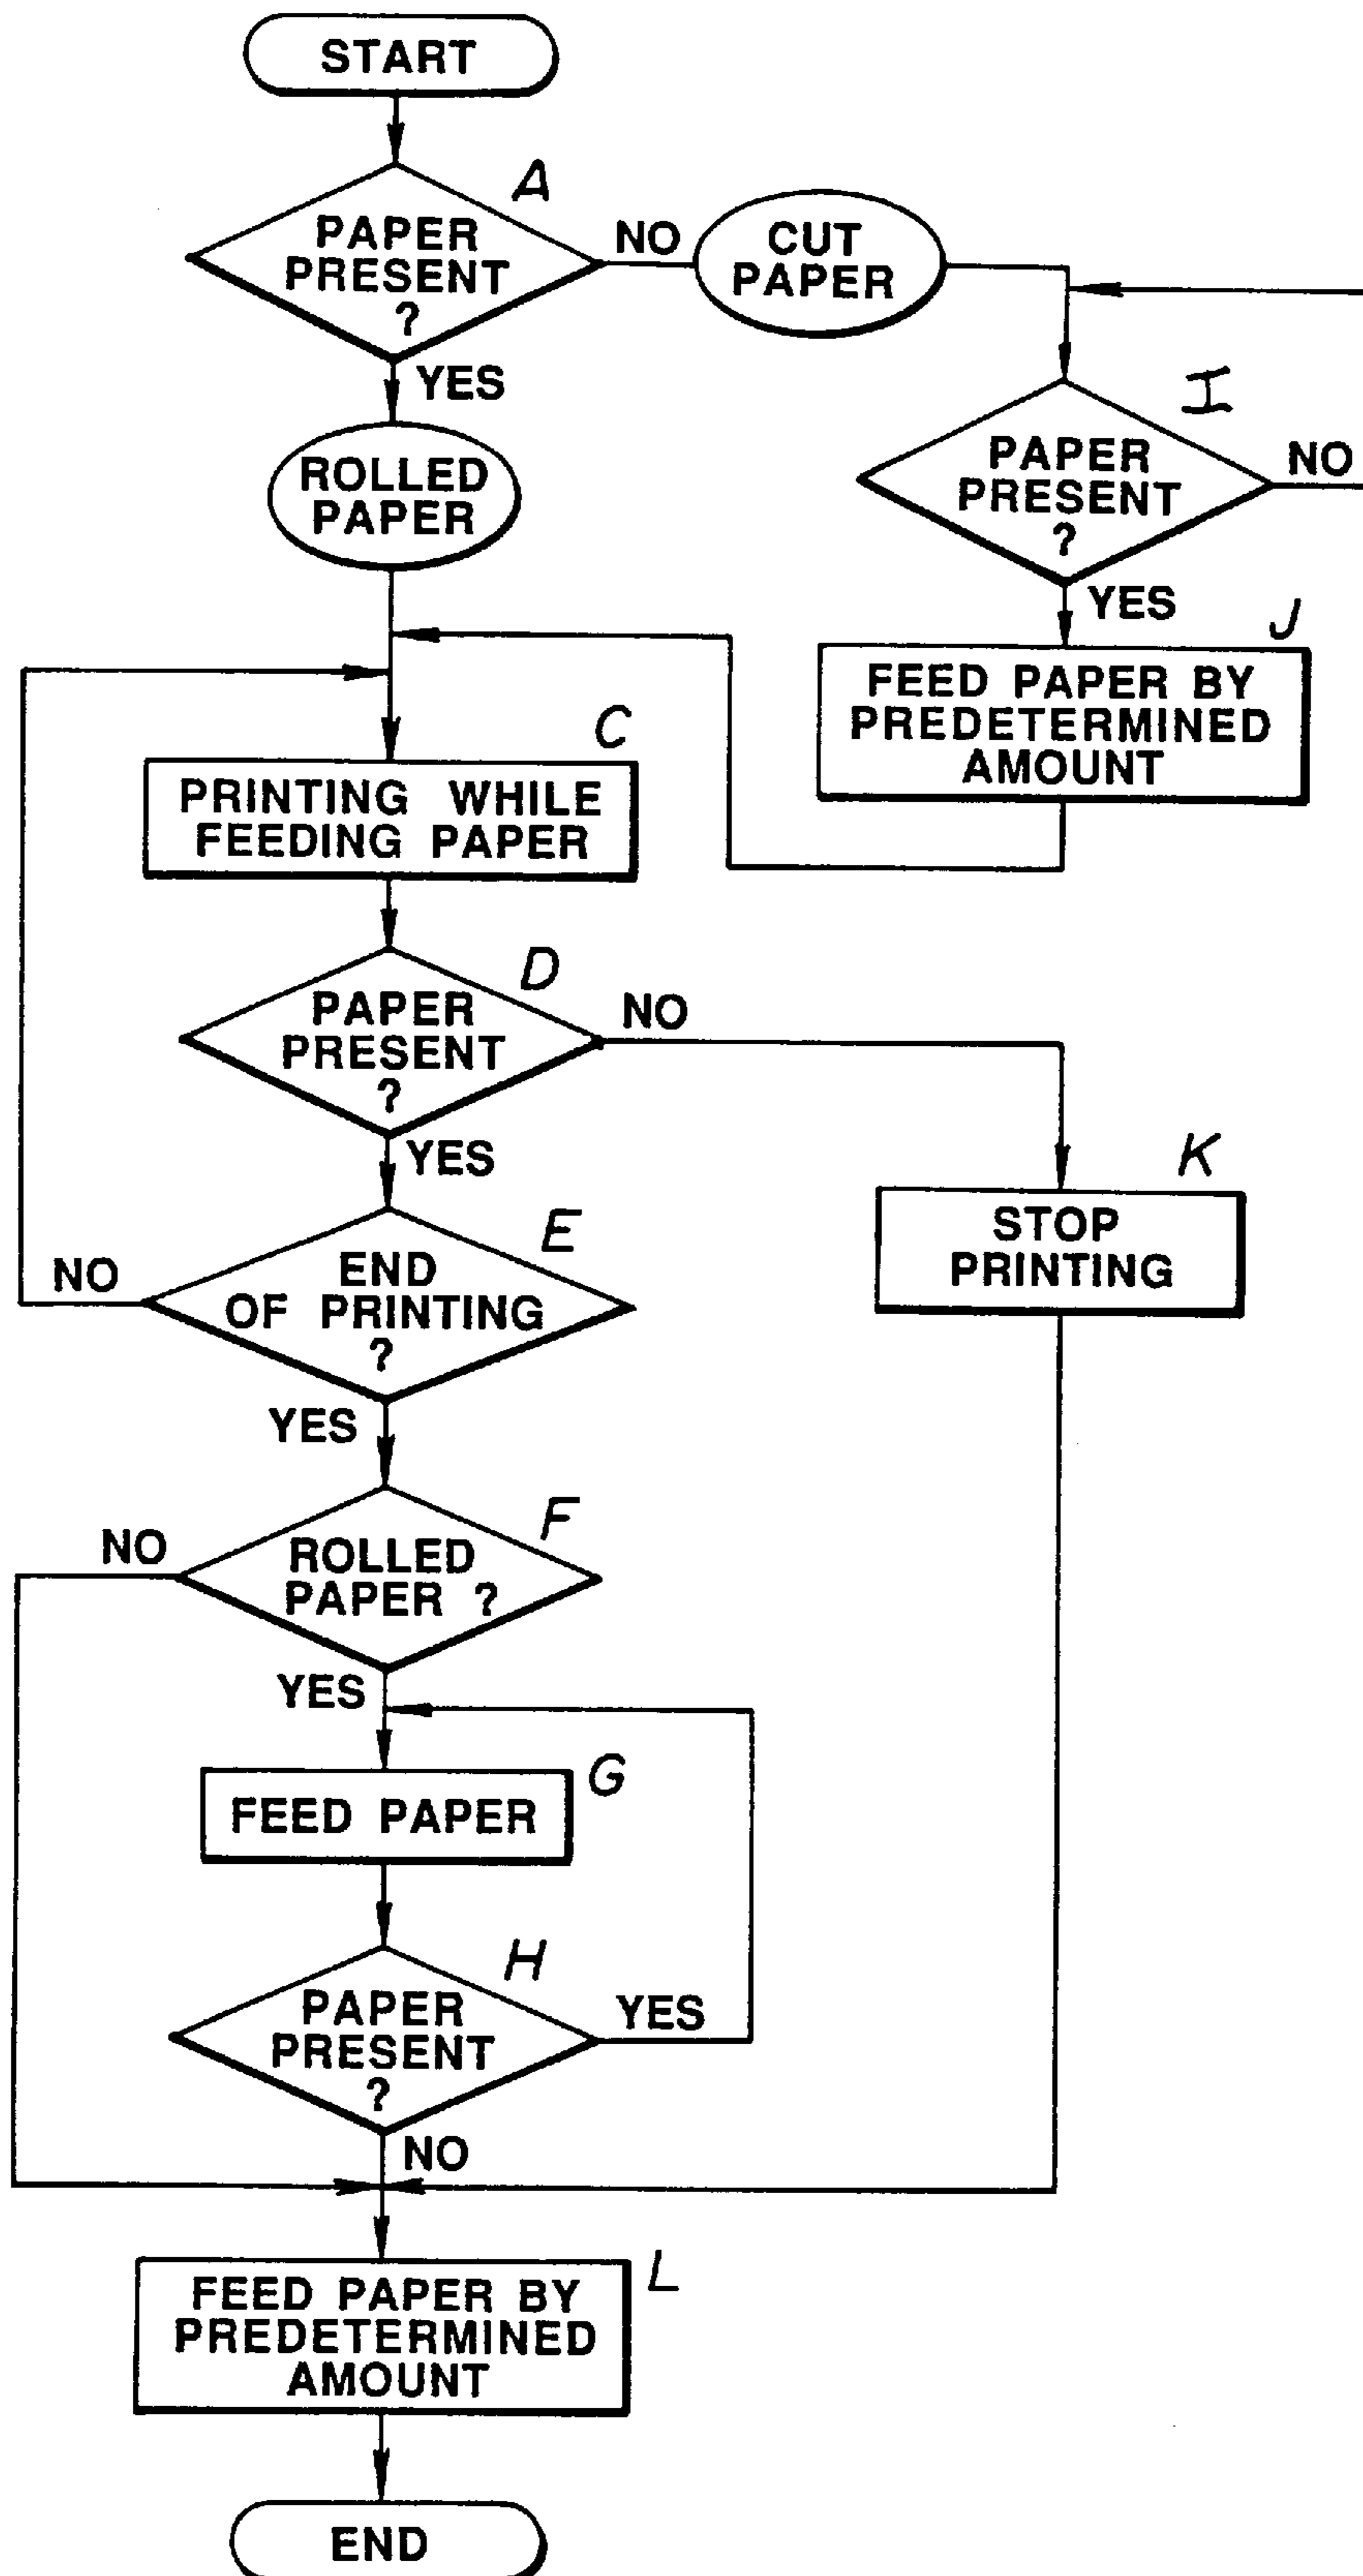 START
A
PAPER
PRESENT
?
NO
CUT
PAPER
YES
ROLLED
PAPER
I
PAPER
PRESENT
?
NO
YES
J
FEED PAPER BY
PREDETERMINED
AMOUNT
C
PRINTING WHILE
FEEDING PAPER
D
PAPER
PRESENT
?
NO
YES
K
STOP
PRINTING
E
END
OF PRINTING
?
NO
YES
F
ROLLED
PAPER ?
NO
YES
G
FEED PAPER
H
PAPER
PRESENT
?
YES
NO
L
FEED PAPER BY
PREDETERMINED
AMOUNT
END